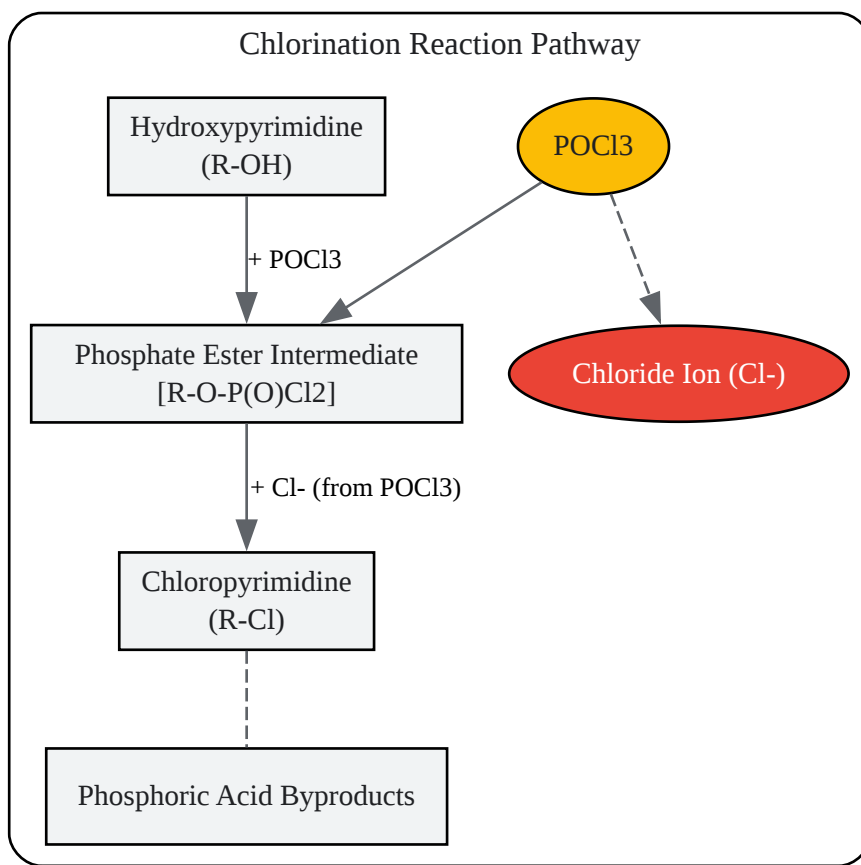 Chlorination Reaction Pathway
Hydroxypyrimidine
(R-OH)
POCl3
+ POCl3
Phosphate Ester Intermediate
[R-O-P(O)Cl2]
Chloride Ion (Cl-)
+ Cl- (from POCl3)
Chloropyrimidine
(R-Cl)
Phosphoric Acid Byproducts